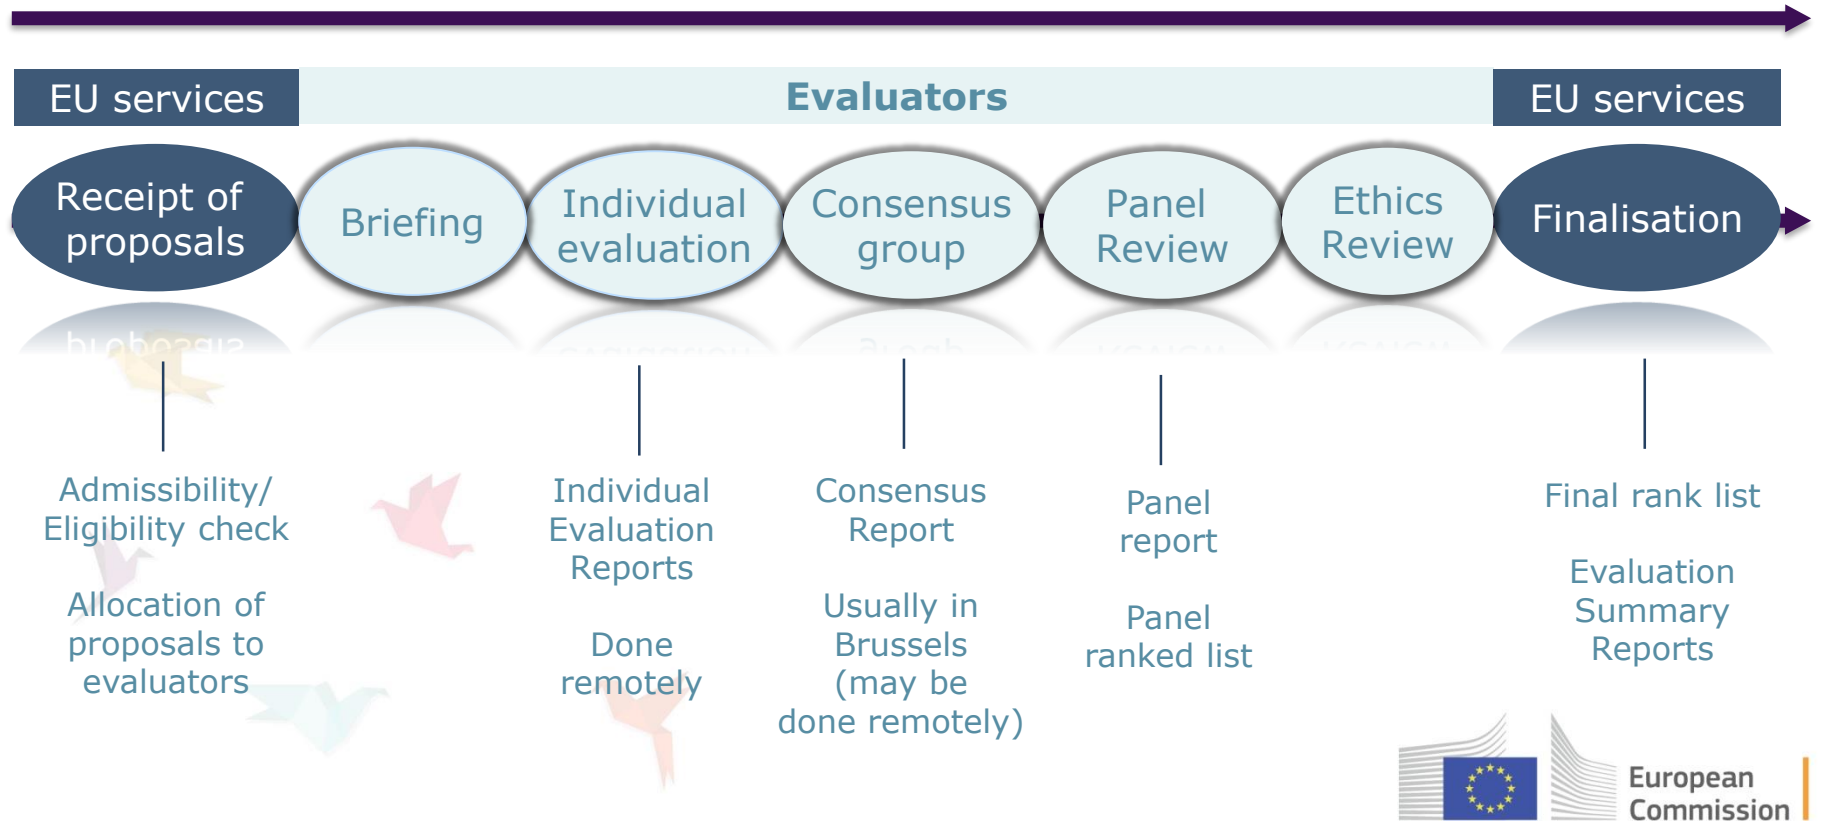 EU services
Evaluators
EU services
Receipt of
proposals
Briefing
Individual
evaluation
Consensus
group
Panel
Review
Ethics
Review
Finalisation
Admissibility/
Eligibility check
Allocation of
proposals to
evaluators
Individual
Evaluation
Reports
Done
remotely
Consensus
Report
Usually in
Brussels
(may be
done remotely)
Panel
report
Panel
ranked list
Final rank list
Evaluation
Summary
Reports
European
Commission